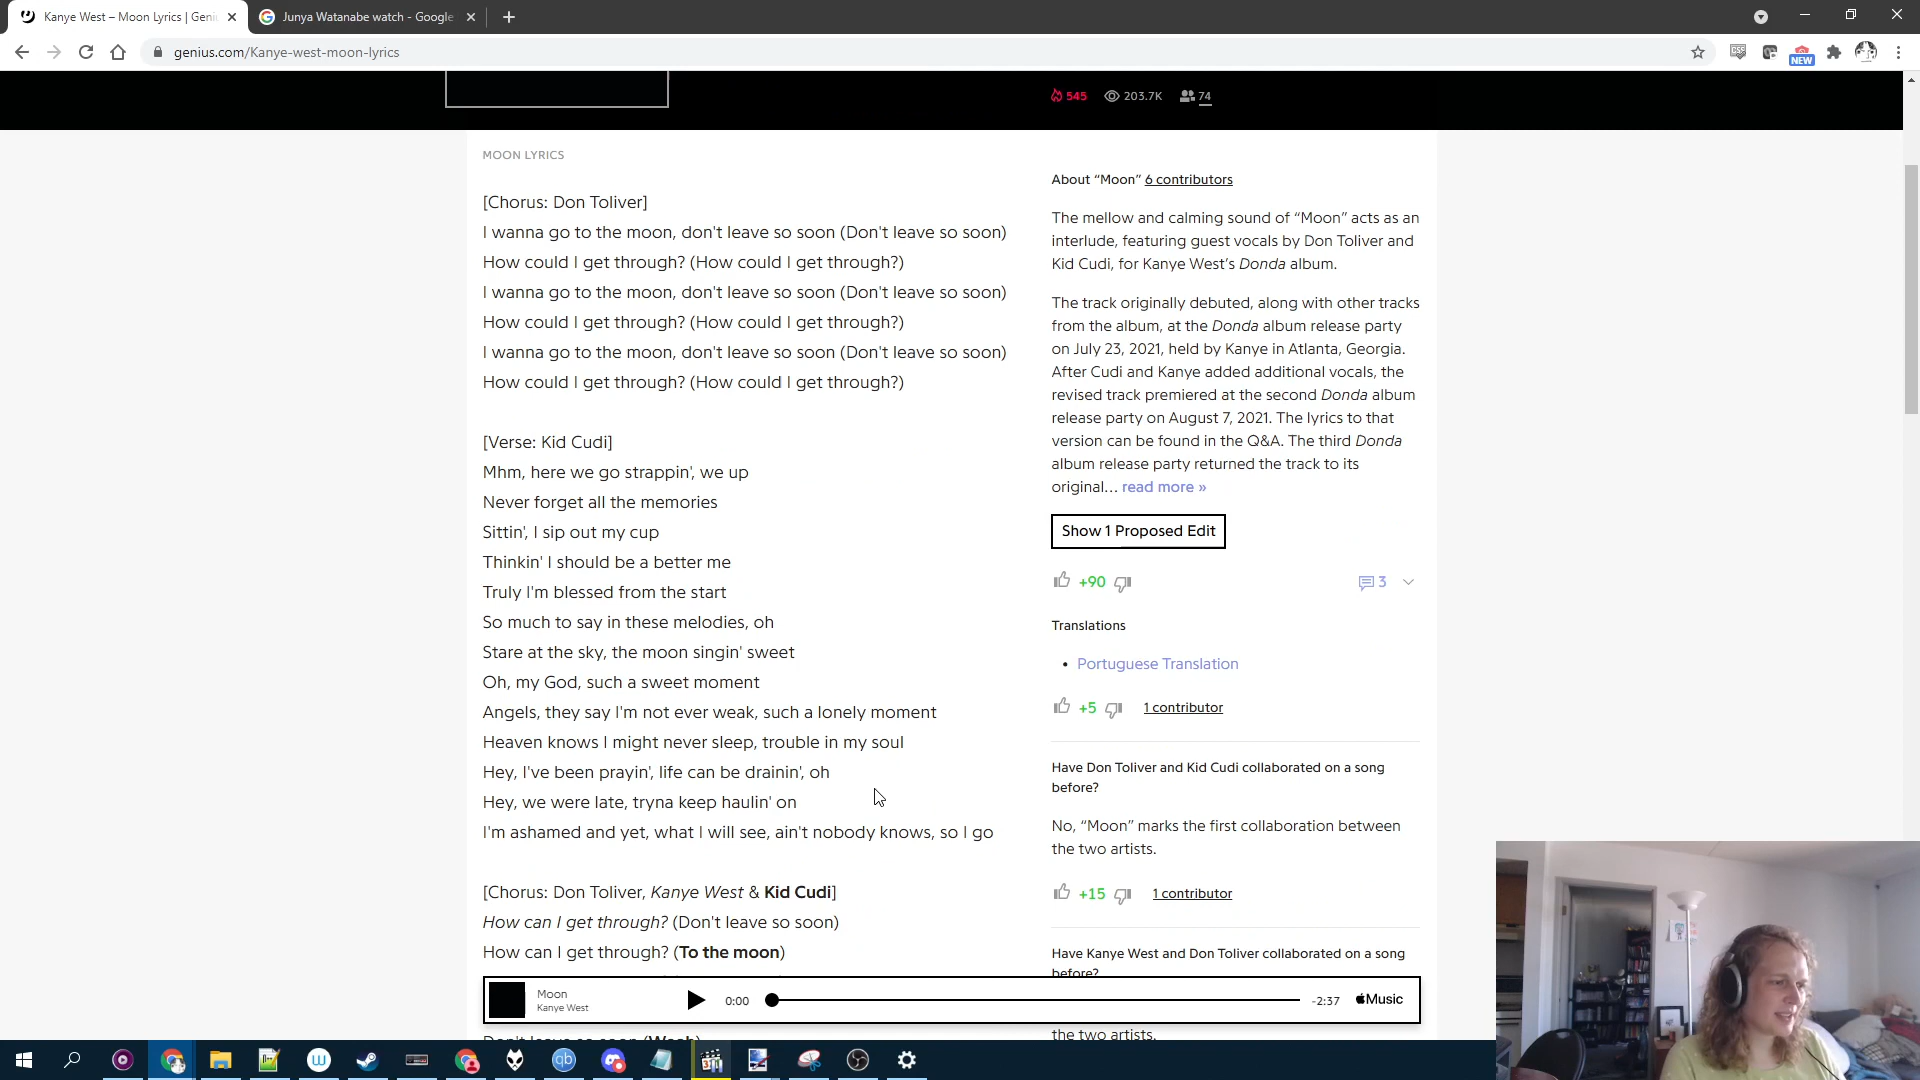 Kanye West – Moon Lyrics | Geni
Junya Watanabe watch - Google
genius.com/Kanye-west-moon-lyrics
NEW
545 203.7K 74
MOON LYRICS
[Chorus: Don Toliver]
I wanna go to the moon, don't leave so soon (Don't leave so soon)
How could I get through? (How could I get through?)
I wanna go to the moon, don't leave so soon (Don't leave so soon)
How could I get through? (How could I get through?)
I wanna go to the moon, don't leave so soon (Don't leave so soon)
How could I get through? (How could I get through?)
[Verse: Kid Cudi]
Mhm, here we go strappin', we up
Never forget all the memories
Sittin', I sip out my cup
Thinkin' I should be a better me
Truly I'm blessed from the start
So much to say in these melodies, oh
Stare at the sky, the moon singin' sweet
Oh, my God, such a sweet moment
Angels, they say I'm not ever weak, such a lonely moment
Heaven knows I might never sleep, trouble in my soul
Hey, I've been prayin', life can be drainin', oh
Hey, we were late, tryna keep haulin' on
I'm ashamed and yet, what I will see, ain't nobody knows, so I go
[Chorus: Don Toliver, Kanye West & Kid Cudi]
How can I get through? (Don't leave so soon)
How can I get through? (To the moon)
About “Moon” 6 contributors
The mellow and calming sound of “Moon” acts as an
interlude, featuring guest vocals by Don Toliver and
Kid Cudi, for Kanye West’s Donda album.
The track originally debuted, along with other tracks
from the album, at the Donda album release party
on July 23, 2021, held by Kanye in Atlanta, Georgia.
After Cudi and Kanye added additional vocals, the
revised track premiered at the second Donda album
release party on August 7, 2021. The lyrics to that
version can be found in the Q&A. The third Donda
album release party returned the track to its
original… read more »
Show 1 Proposed Edit
+90 3
Translations
• Portuguese Translation
+5 1 contributor
Have Don Toliver and Kid Cudi collaborated on a song
before?
No, “Moon” marks the first collaboration between
the two artists.
+15 1 contributor
Have Kanye West and Don Toliver collaborated on a song
before?
the two artists.
Moon
Kanye West
0:00 -2:37 Music
Don't leave so soon